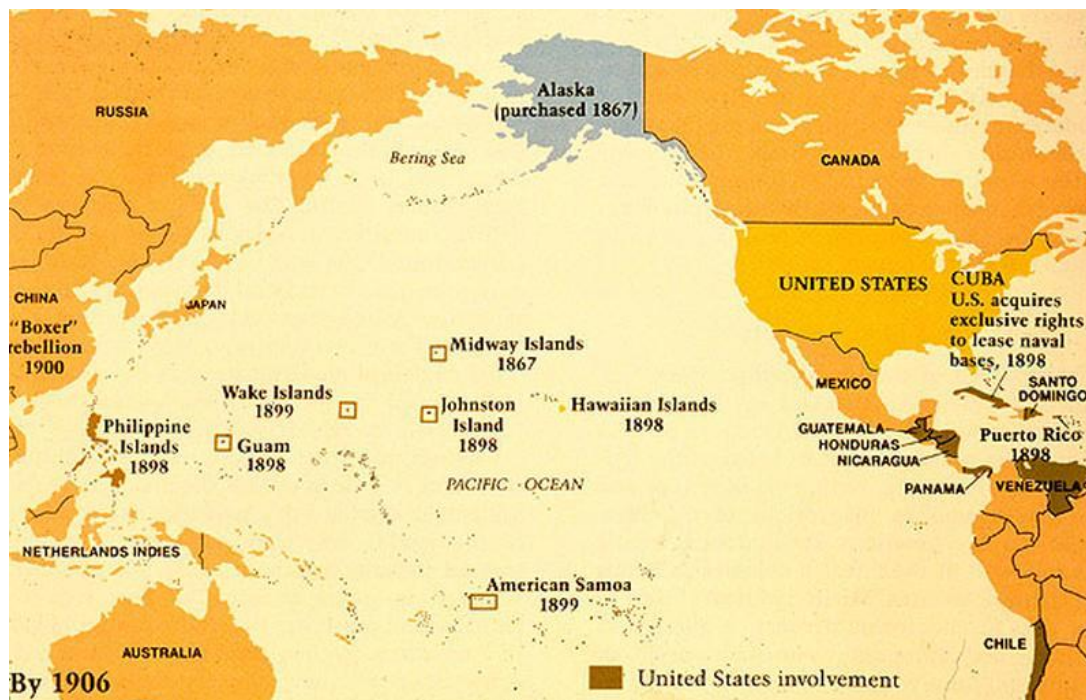 Alaska
(purchased 1867)
RUSSIA
Bering Sea
CANADA
UNITED STATES
CUBA
U.S. acquires
exclusive rights
to lease naval
bases, 1898
CHINA
"Boxer"
rebellion
1900
JAPAN
Midway Islands
1867
Wake Islands
1899
Johnston
Island
1898
Hawaiian Islands
1898
MEXICO
SANTO
DOMINGO
Philippine
Islands
1898
Guam
1898
GUATEMALA
HONDURAS
NICARAGUA
Puerto Rico
1898
PACIFIC OCEAN
PANAMA
VENEZUELA
NETHERLANDS INDIES
American Samoa
1899
AUSTRALIA
CHILE
By 1906
United States involvement